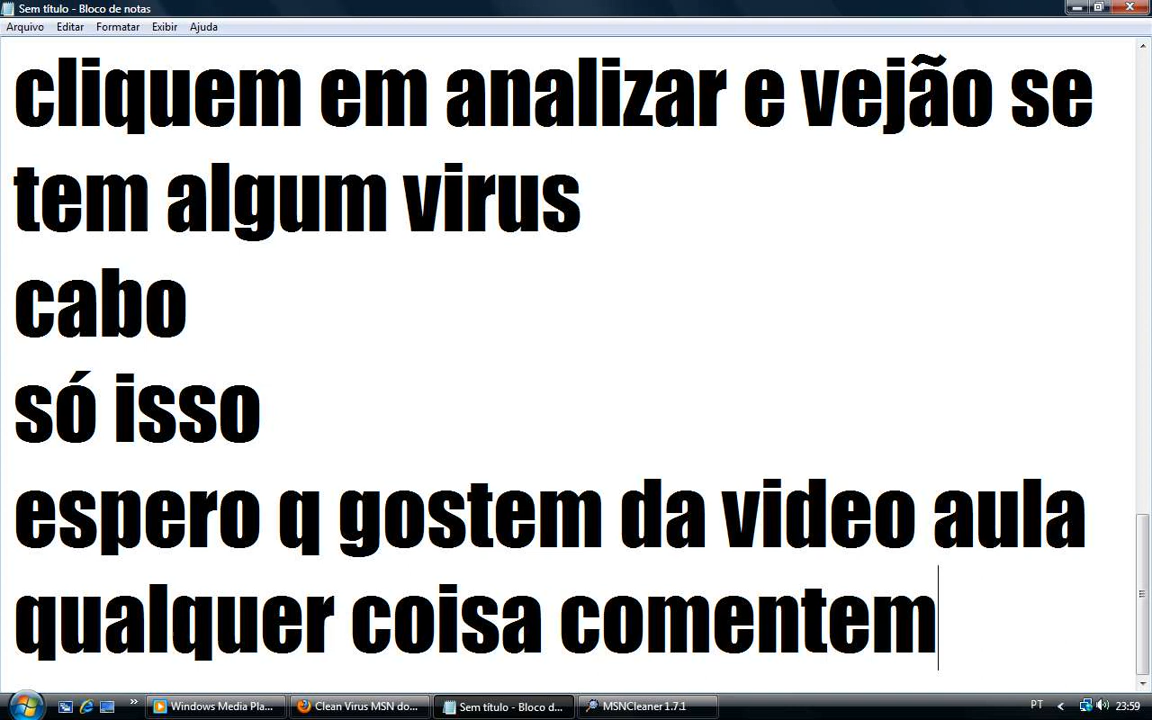 Sem título - Bloco de notas
Arquivo Editar Formatar Exibir Ajuda
cliquem em analizar e vejão se
tem algum virus
cabo
só isso
espero q gostem da video aula
qualquer coisa comentem
Windows Media Pla... Clean Virus MSN do... Sem título - Bloco d... MSNCleaner 1.7.1 PT 23:59